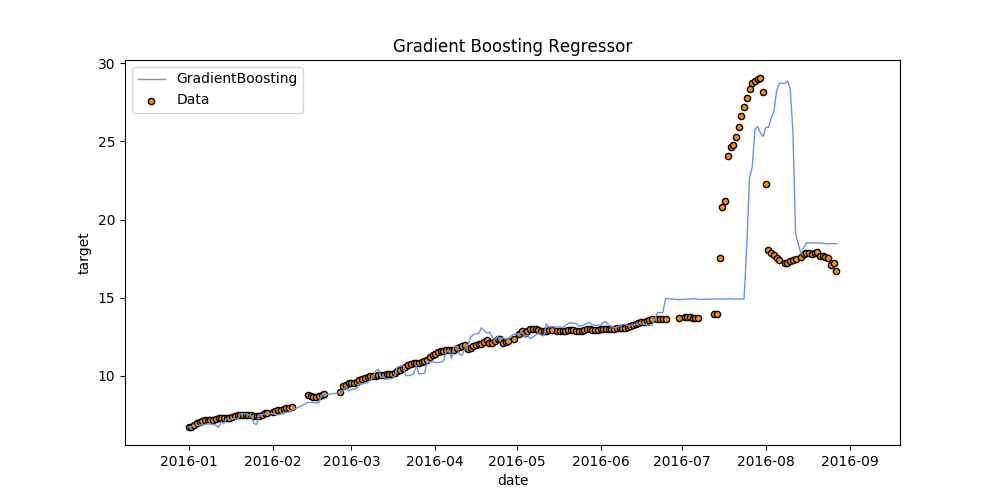 Gradient Boosting Regressor
GradientBoosting
Data
30
25
20
15
10
target
2016-01 2016-02 2016-03 2016-04 2016-05 2016-06 2016-07 2016-08 2016-09
date